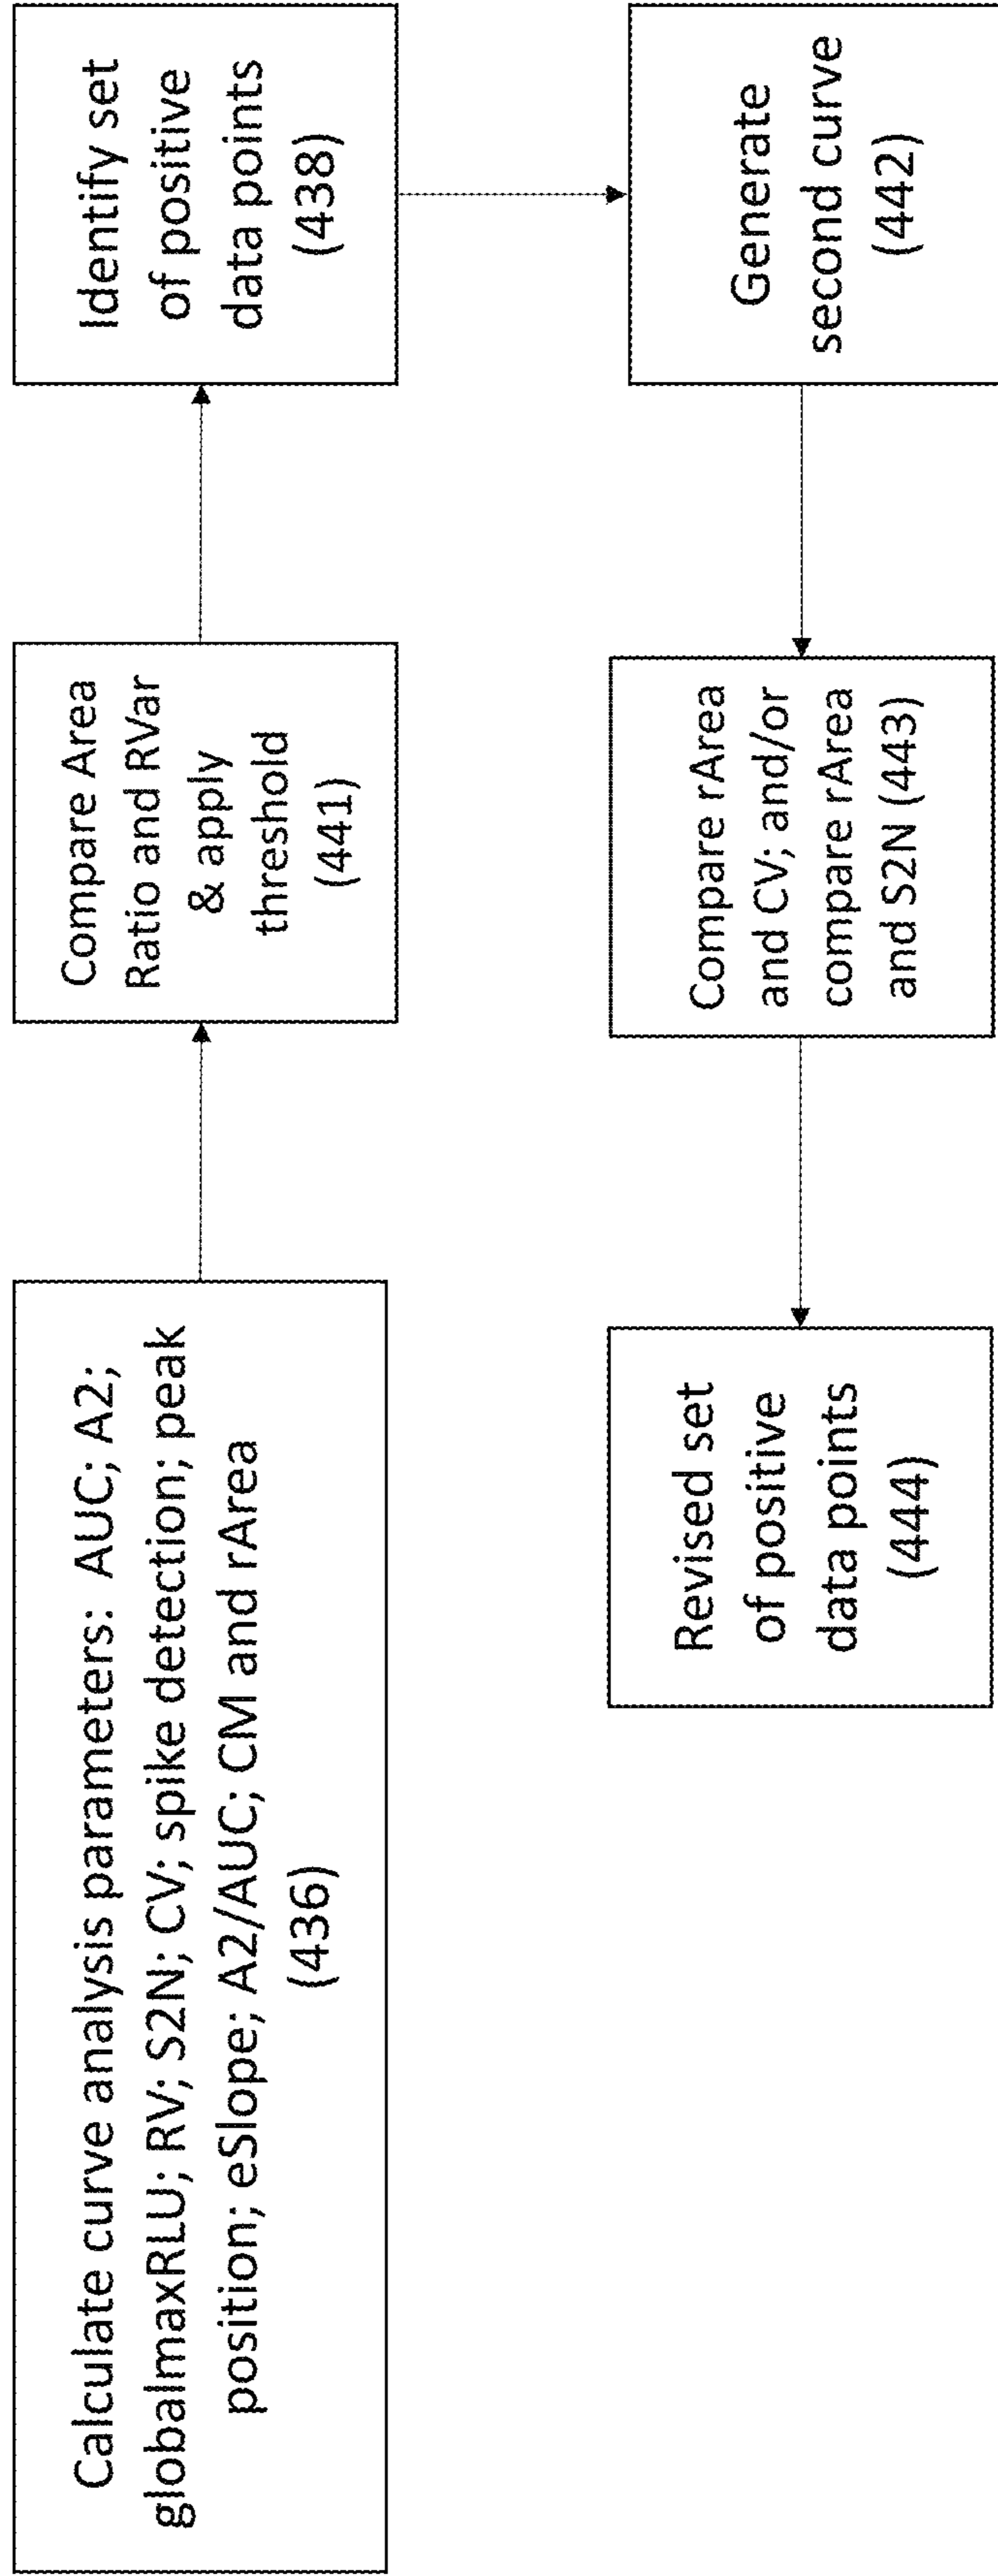 Calculate curve analysis parameters: AUC; A2;
globalmaxRLU; RV; S2N; CV; spike detection; peak
position; eSlope; A2/AUC; CM and rArea
(436)
Compare Area
Ratio and RVar
& apply
threshold
(441)
Identify set
of positive
data points
(438)
Generate
second curve
(442)
Compare rArea
and CV; and/or
compare rArea
and S2N (443)
Revised set
of positive
data points
(444)